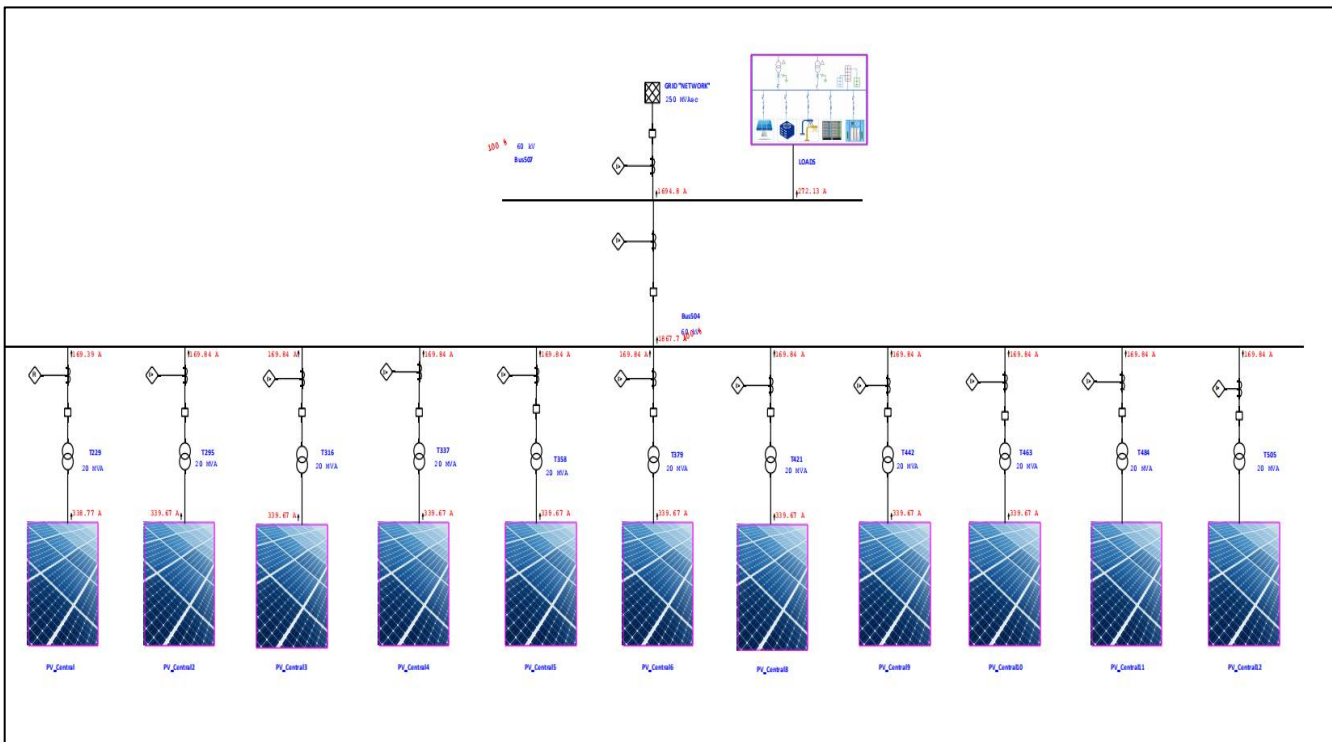 GRID"NETWORK"
250 MVAsc
100 %
60 kV
Bus507
LOADS
1694.8 A
272.13 A
Bus504
60 kV
1867.7 A
169.39 A
169.84 A
169.84 A
169.84 A
169.84 A
169.84 A
169.84 A
169.84 A
169.84 A
169.84 A
169.84 A
T229
20 MVA
T295
20 MVA
T316
20 MVA
T337
20 MVA
T358
20 MVA
T379
20 MVA
T421
20 MVA
T442
20 MVA
T463
20 MVA
T484
20 MVA
T505
20 MVA
338.77 A
339.67 A
339.67 A
339.67 A
339.67 A
339.67 A
339.67 A
339.67 A
339.67 A
PV_Central
PV_Central2
PV_Central3
PV_Central4
PV_Central5
PV_Central6
PV_Central8
PV_Central9
PV_Central10
PV_Central11
PV_Central12